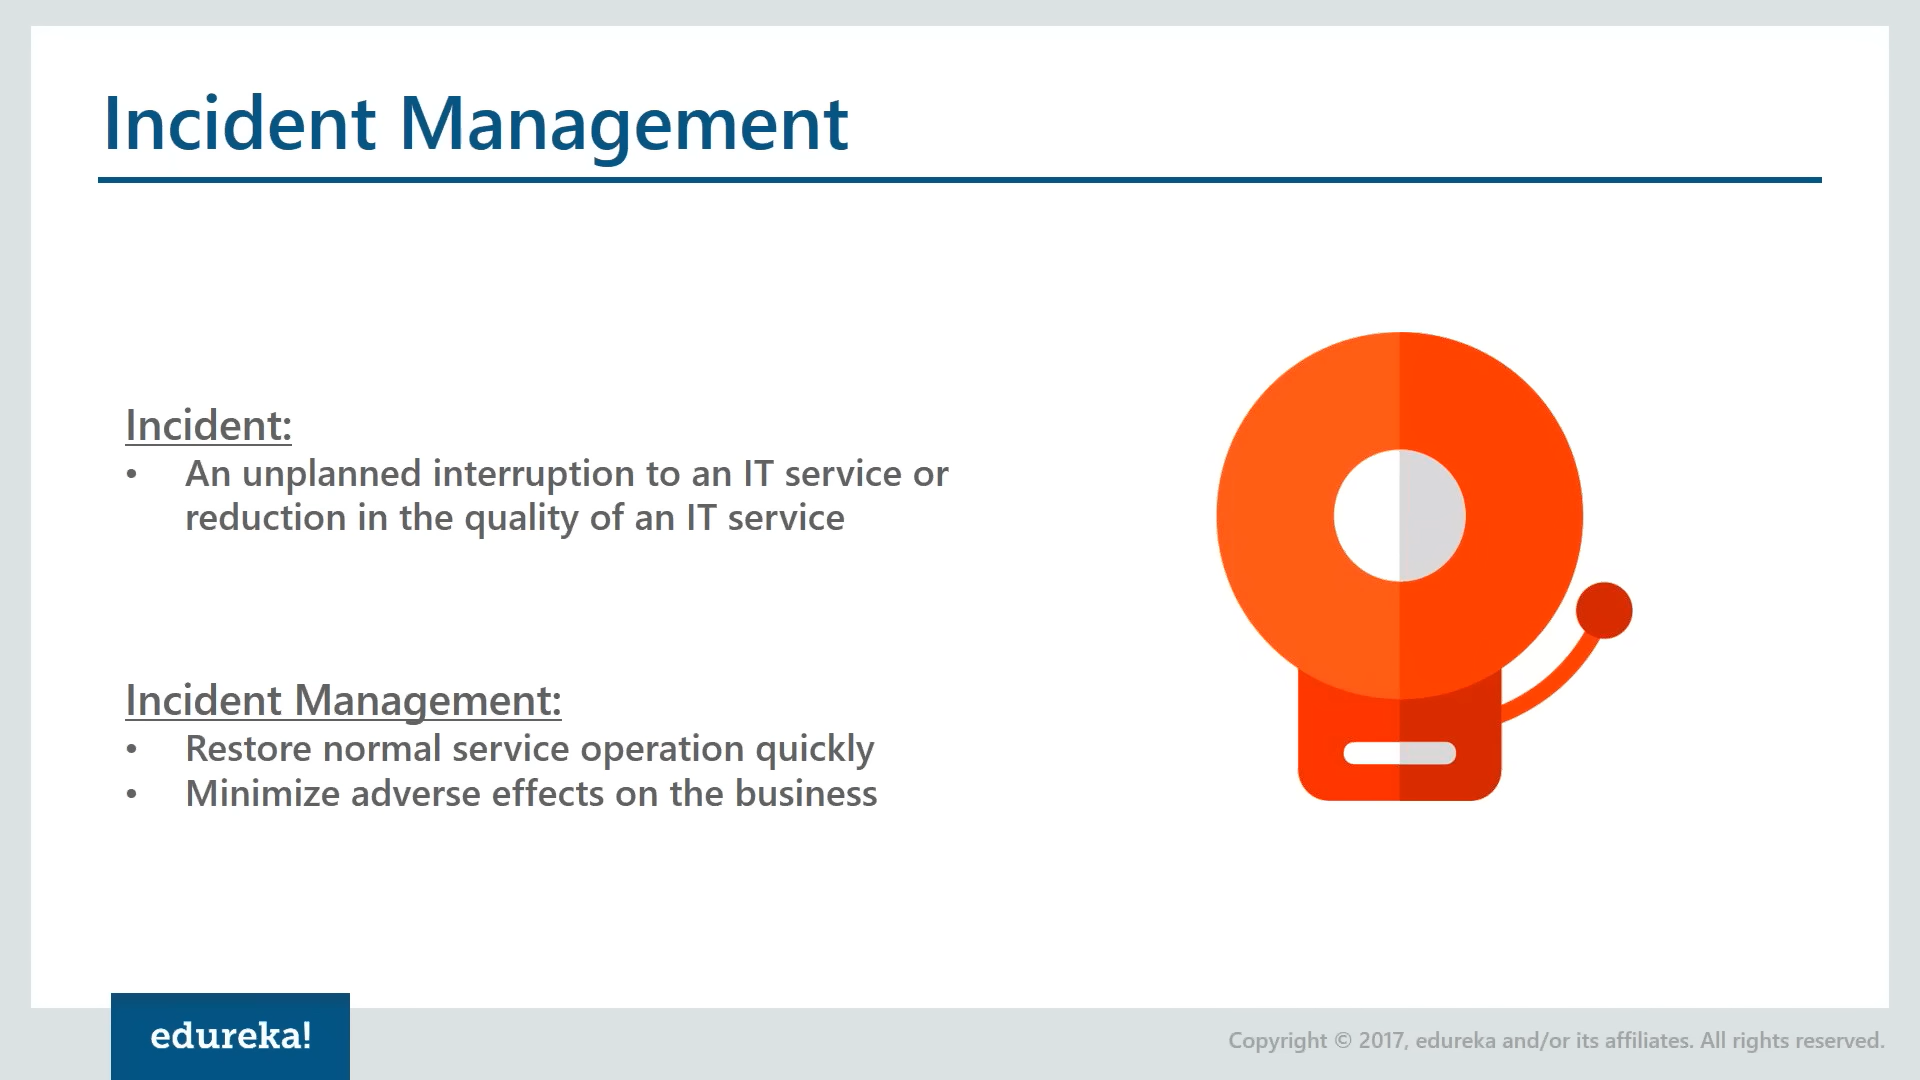 Incident Management
Incident:
• An unplanned interruption to an IT service or
reduction in the quality of an IT service
Incident Management:
• Restore normal service operation quickly
• Minimize adverse effects on the business
edureka!
Copyright © 2017, edureka and/or its affiliates. All rights reserved.